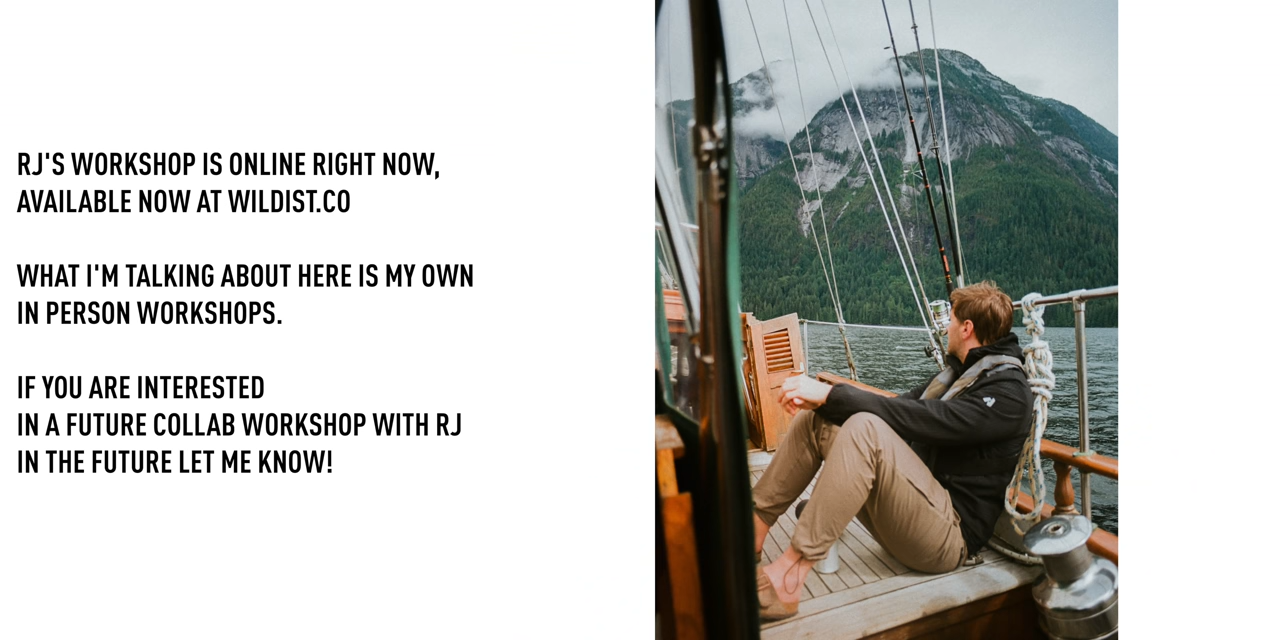 RJ'S WORKSHOP IS ONLINE RIGHT NOW,
AVAILABLE NOW AT WILDIST.CO
WHAT I'M TALKING ABOUT HERE IS MY OWN
IN PERSON WORKSHOPS.
IF YOU ARE INTERESTED
IN A FUTURE COLLAB WORKSHOP WITH RJ
IN THE FUTURE LET ME KNOW!